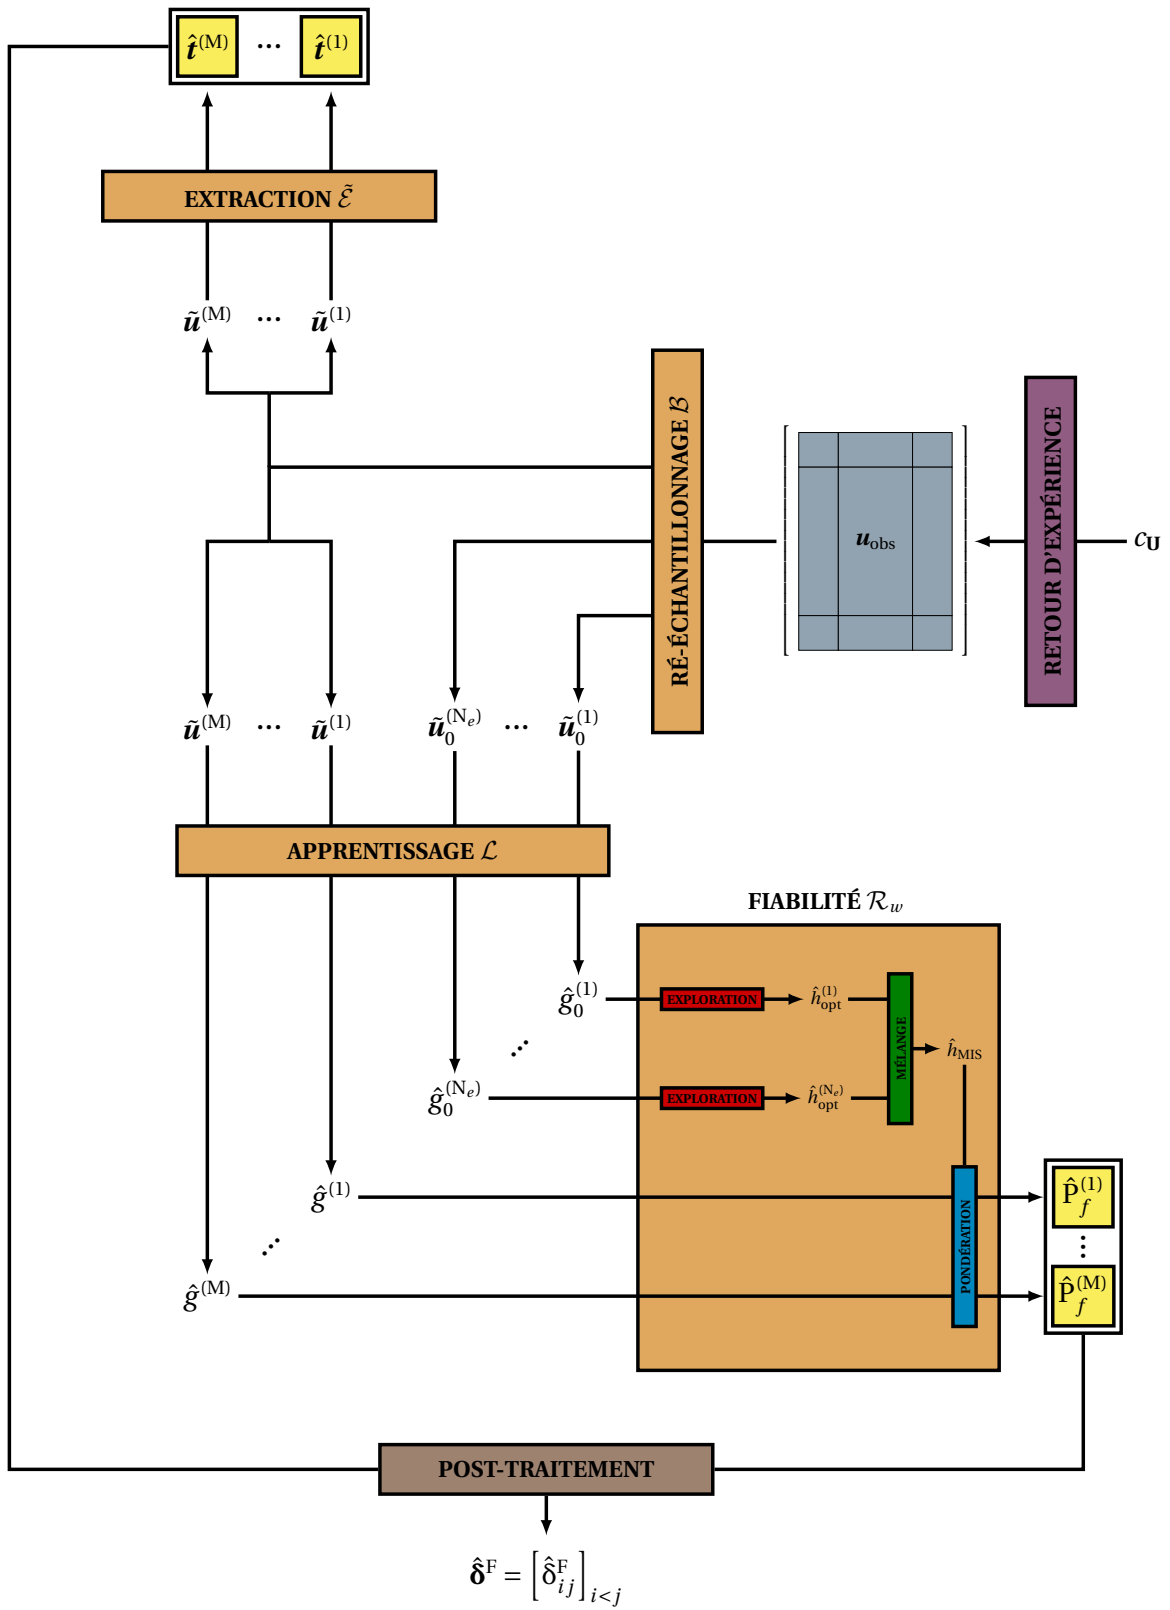 t̂^(M) ··· t̂^(1)
EXTRACTION Ẽ
ũ^(M) ··· ũ^(1)
RÉ-ÉCHANTILLONNAGE B
u_obs
RETOUR D'EXPÉRIENCE
c_U
ũ^(M) ··· ũ^(1) ũ_0^(N_e) ··· ũ_0^(1)
APPRENTISSAGE L
FIABILITÉ R_w
ĝ_0^(1)
EXPLORATION
ĥ_opt^(1)
MÉLANGE
ĥ_MIS
⋰
ĝ_0^(N_e)
EXPLORATION
ĥ_opt^(N_e)
ĝ^(1)
PONDÉRATION
P̂_f^(1)
⋰
⋮
ĝ^(M)
P̂_f^(M)
POST-TRAITEMENT
δ̂^F = [δ̂_ij^F]_i<j